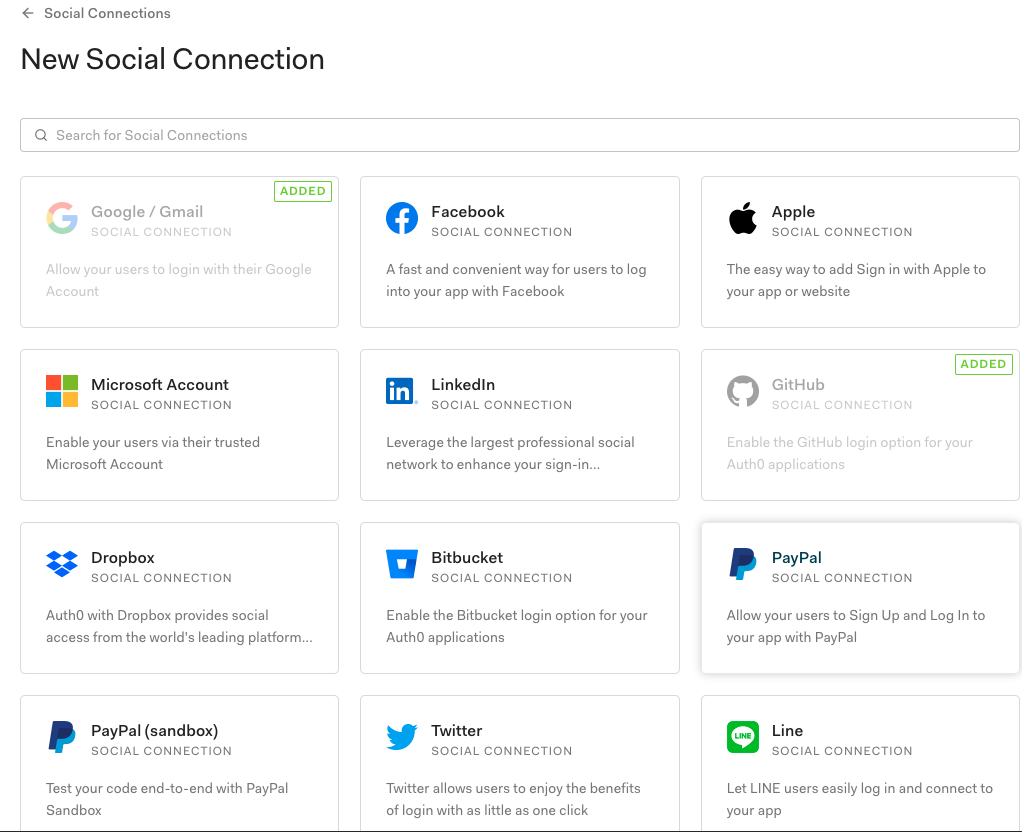 Social Connections
New Social Connection
Search for Social Connections
ADDED
Google / Gmail
SOCIAL CONNECTION
Allow your users to login with their Google
Account
Facebook
SOCIAL CONNECTION
A fast and convenient way for users to log
into your app with Facebook
Apple
SOCIAL CONNECTION
The easy way to add Sign in with Apple to
your app or website
Microsoft Account
SOCIAL CONNECTION
Enable your users via their trusted
Microsoft Account
LinkedIn
SOCIAL CONNECTION
Leverage the largest professional social
network to enhance your sign-in...
ADDED
GitHub
SOCIAL CONNECTION
Enable the GitHub login option for your
Auth0 applications
Dropbox
SOCIAL CONNECTION
Auth0 with Dropbox provides social
access from the world's leading platform...
Bitbucket
SOCIAL CONNECTION
Enable the Bitbucket login option for your
Auth0 applications
PayPal
SOCIAL CONNECTION
Allow your users to Sign Up and Log In to
your app with PayPal
PayPal (sandbox)
SOCIAL CONNECTION
Test your code end-to-end with PayPal
Sandbox
Twitter
SOCIAL CONNECTION
Twitter allows users to enjoy the benefits
of login with as little as one click
LINE
Line
SOCIAL CONNECTION
Let LINE users easily log in and connect to
your app